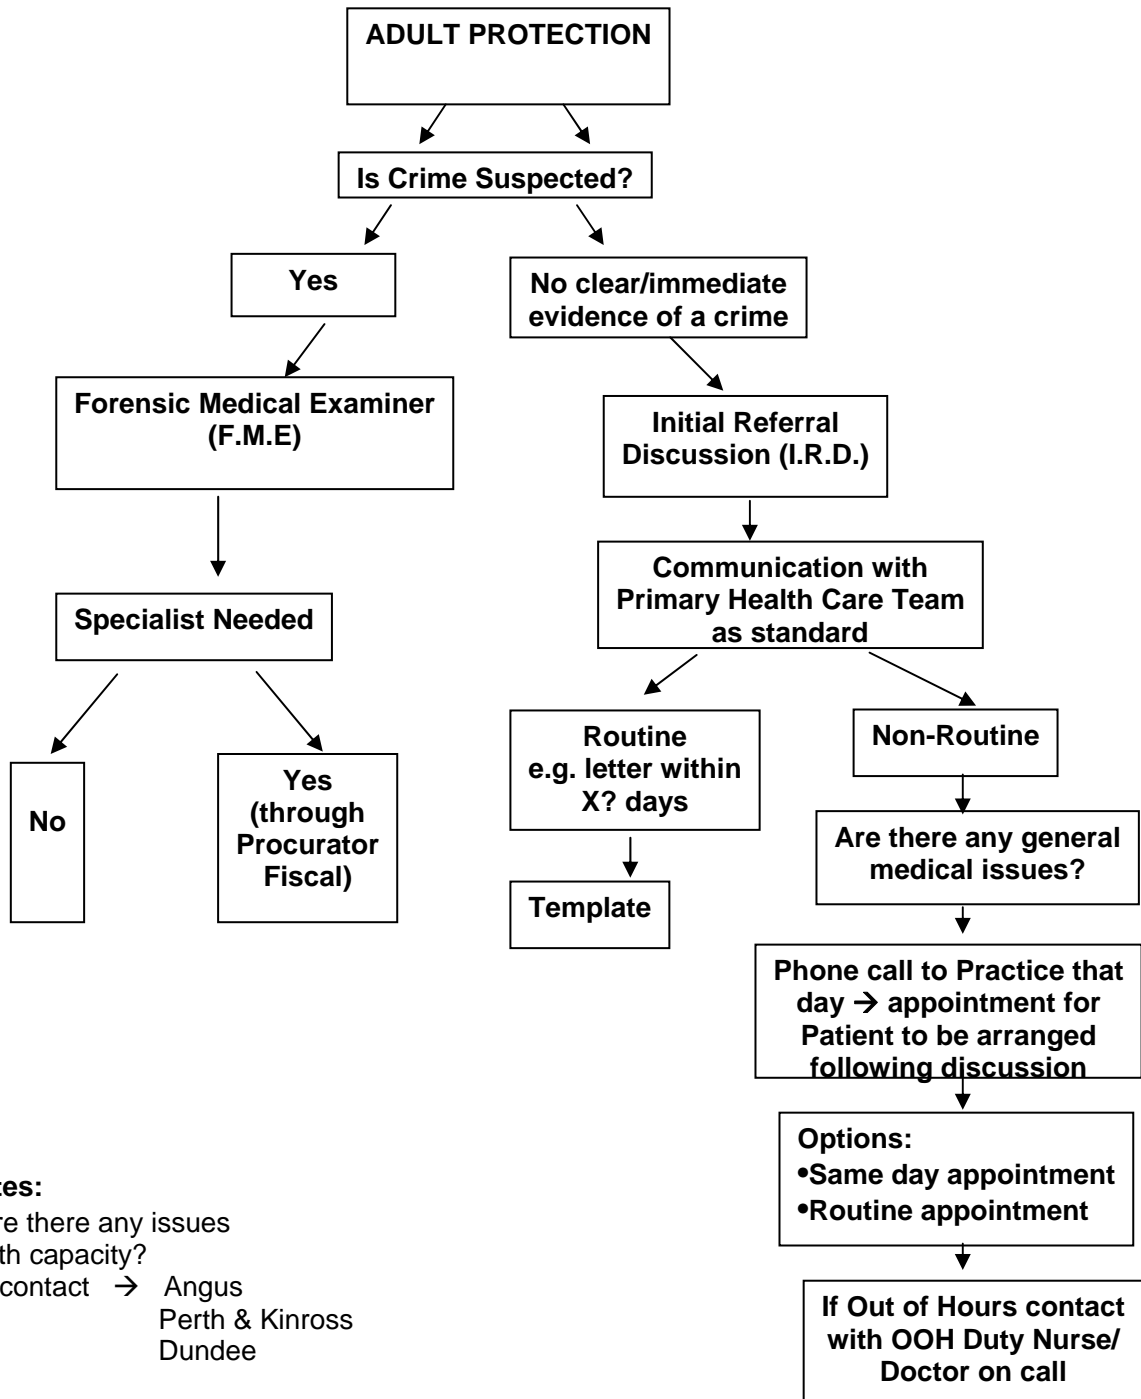 ADULT PROTECTION
Is Crime Suspected?
Yes
No clear/immediate
evidence of a crime
Forensic Medical Examiner
(F.M.E)
Initial Referral
Discussion (I.R.D.)
Communication with
Primary Health Care Team
as standard
Specialist Needed
No
Yes
(through
Procurator
Fiscal)
Routine
e.g. letter within
X? days
Template
Non-Routine
Are there any general
medical issues?
Phone call to Practice that
day → appointment for
Patient to be arranged
following discussion
Options:
•Same day appointment
•Routine appointment
If Out of Hours contact
with OOH Duty Nurse/
Doctor on call
tes:
re there any issues
th capacity?
contact → Angus
Perth & Kinross
Dundee